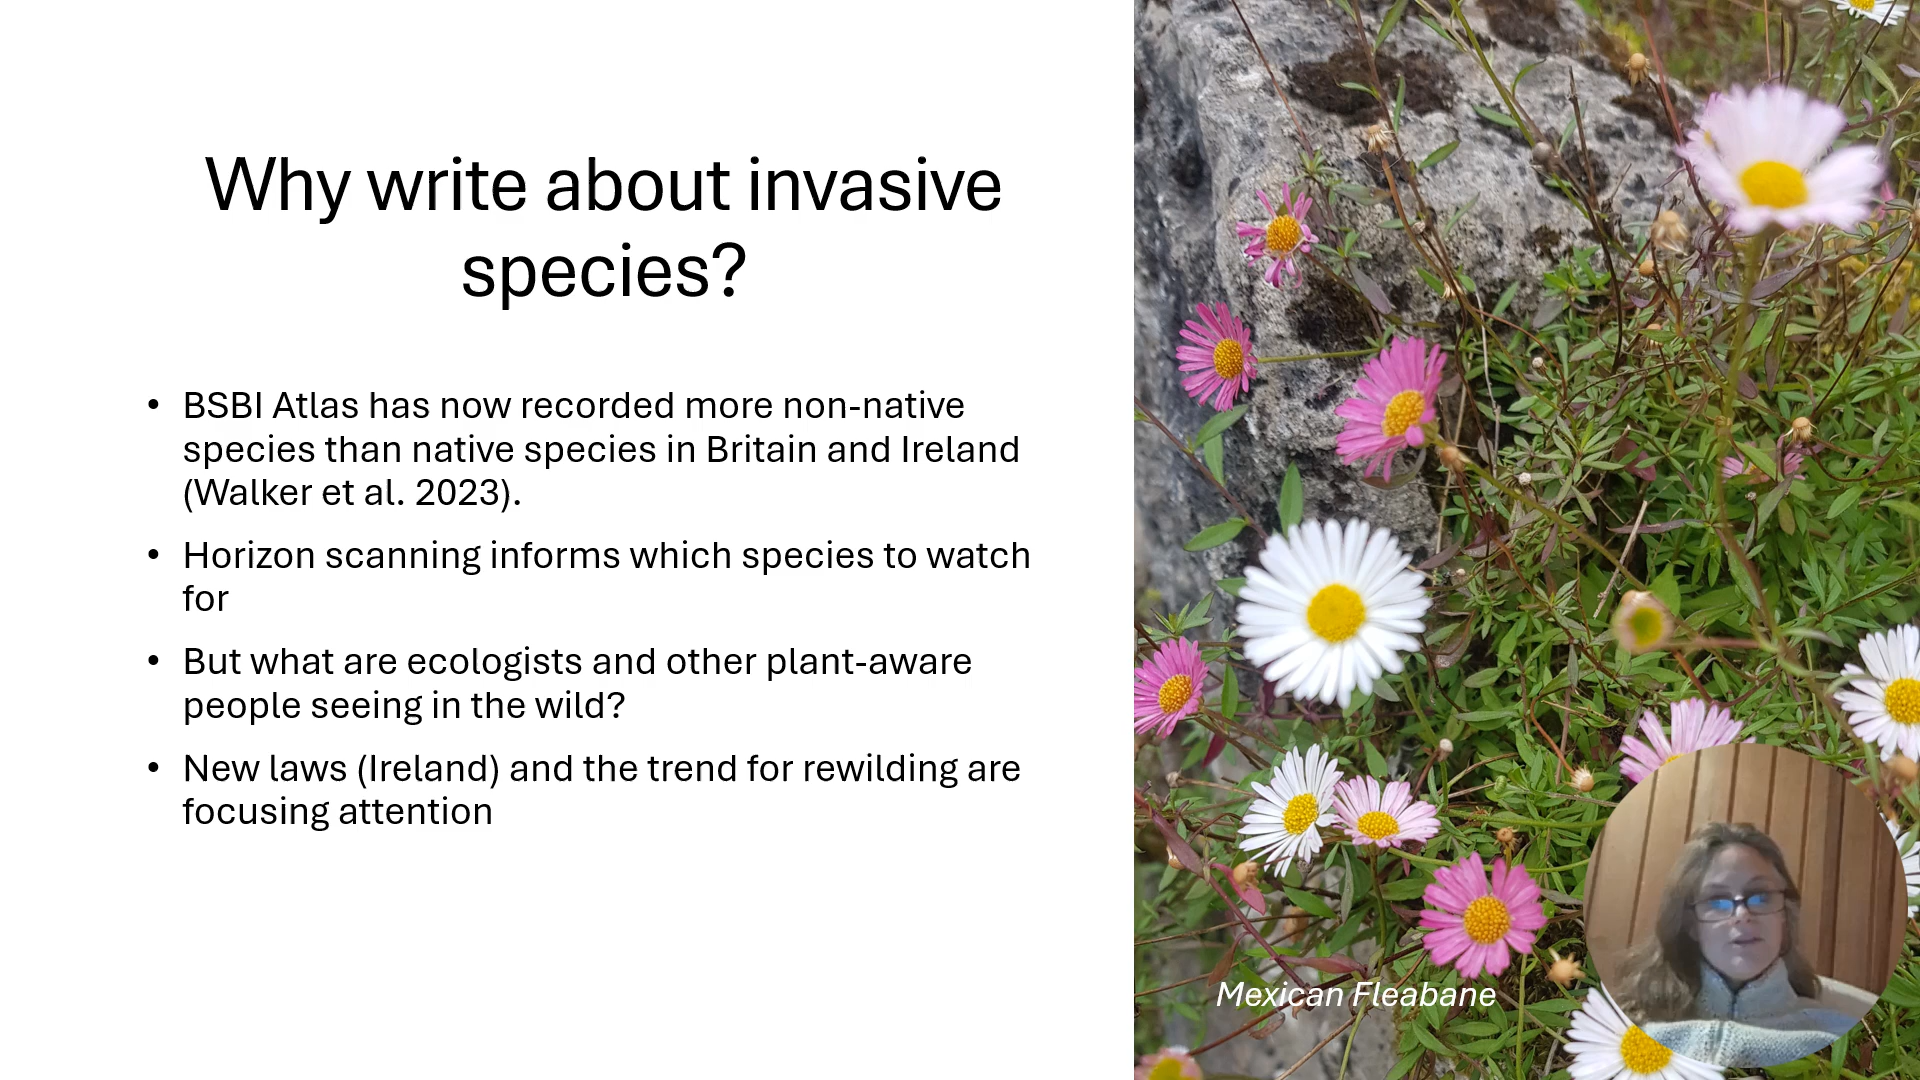 Why write about invasive
species?
• BSBI Atlas has now recorded more non-native
species than native species in Britain and Ireland
(Walker et al. 2023).
• Horizon scanning informs which species to watch
for
• But what are ecologists and other plant-aware
people seeing in the wild?
• New laws (Ireland) and the trend for rewilding are
focusing attention
Mexican Fleabane